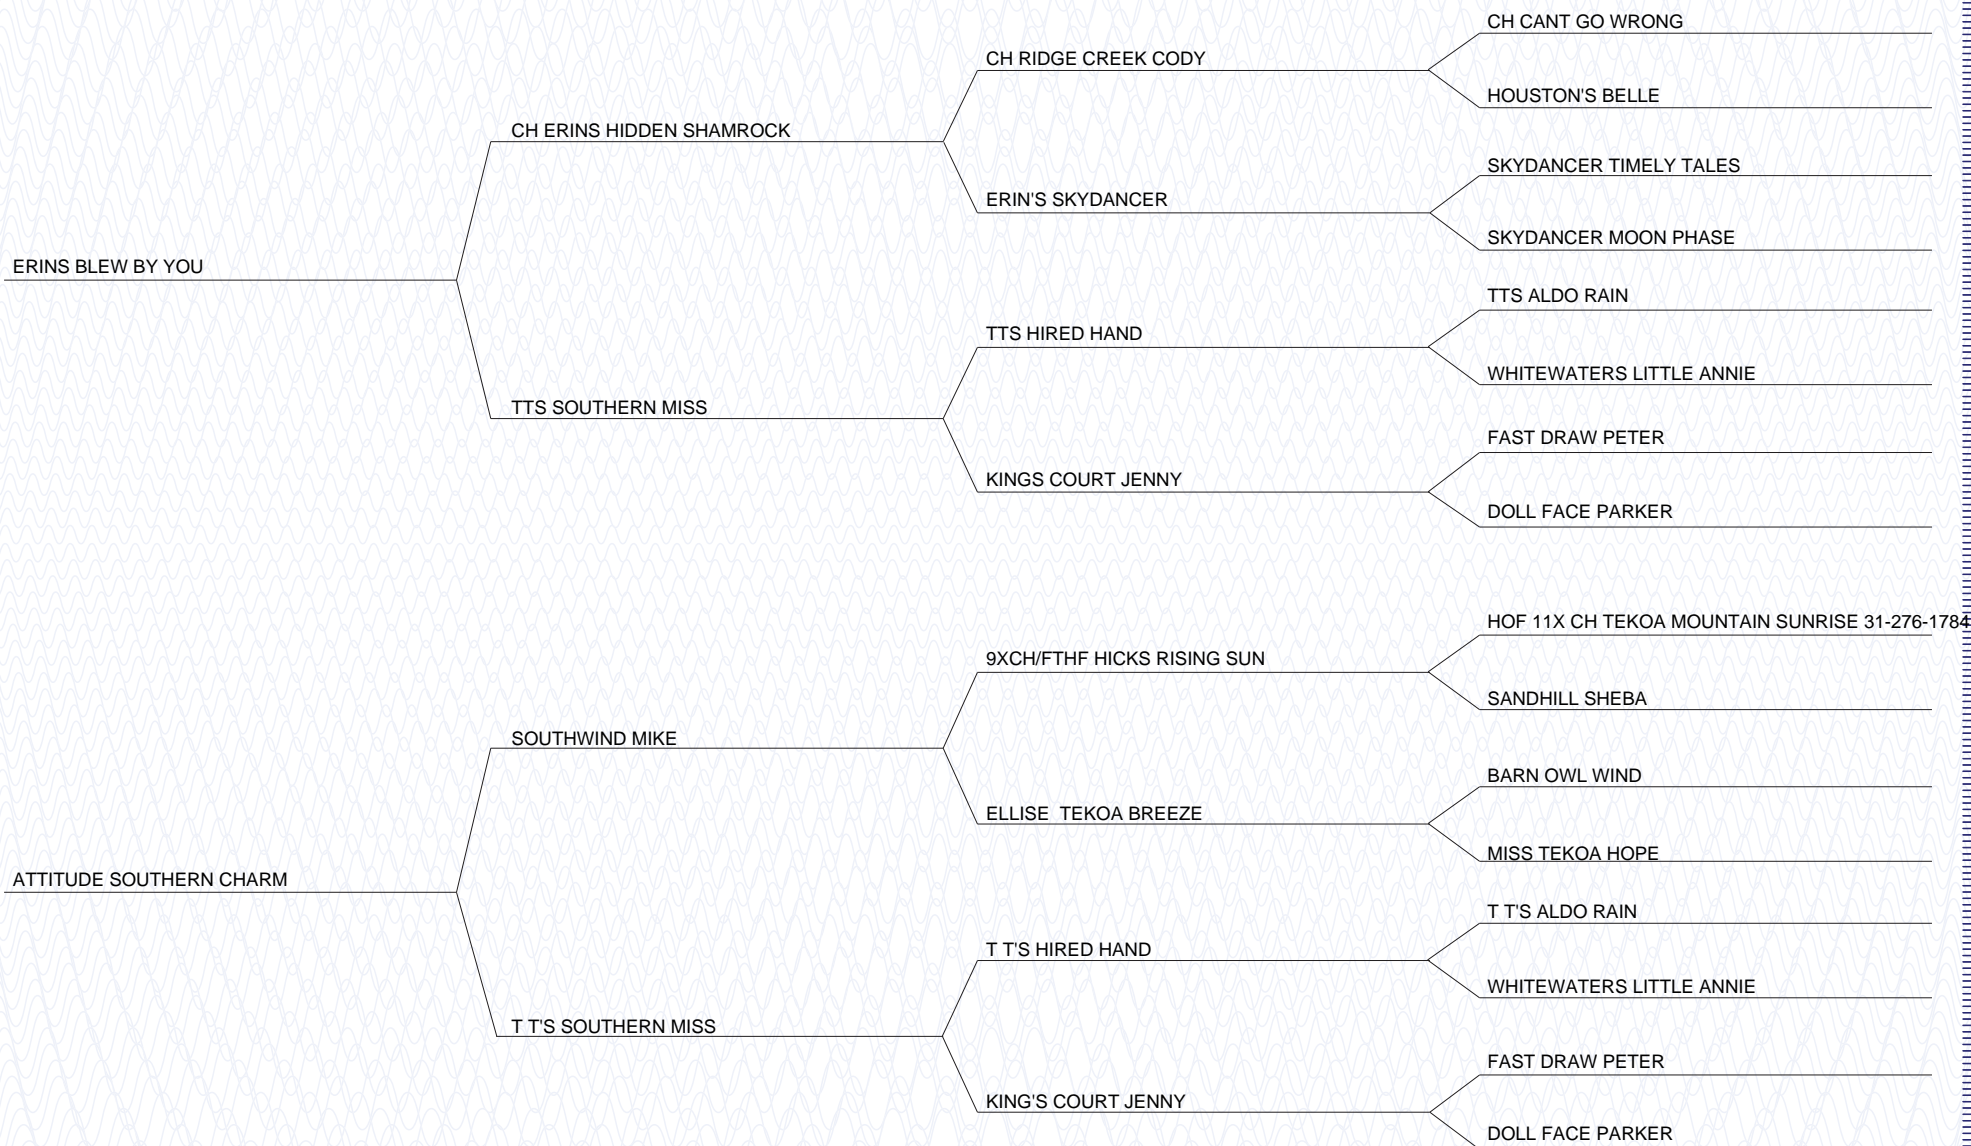 CH CANT GO WRONG
CH RIDGE CREEK CODY
HOUSTON'S BELLE
CH ERINS HIDDEN SHAMROCK
SKYDANCER TIMELY TALES
ERIN'S SKYDANCER
SKYDANCER MOON PHASE
ERINS BLEW BY YOU
TTS ALDO RAIN
TTS HIRED HAND
WHITEWATERS LITTLE ANNIE
TTS SOUTHERN MISS
FAST DRAW PETER
KINGS COURT JENNY
DOLL FACE PARKER
HOF 11X CH TEKOA MOUNTAIN SUNRISE 31-276-1784
9XCH/FTHF HICKS RISING SUN
SANDHILL SHEBA
SOUTHWIND MIKE
BARN OWL WIND
ELLISE  TEKOA BREEZE
MISS TEKOA HOPE
ATTITUDE SOUTHERN CHARM
T T'S ALDO RAIN
T T'S HIRED HAND
WHITEWATERS LITTLE ANNIE
T T'S SOUTHERN MISS
FAST DRAW PETER
KING'S COURT JENNY
DOLL FACE PARKER